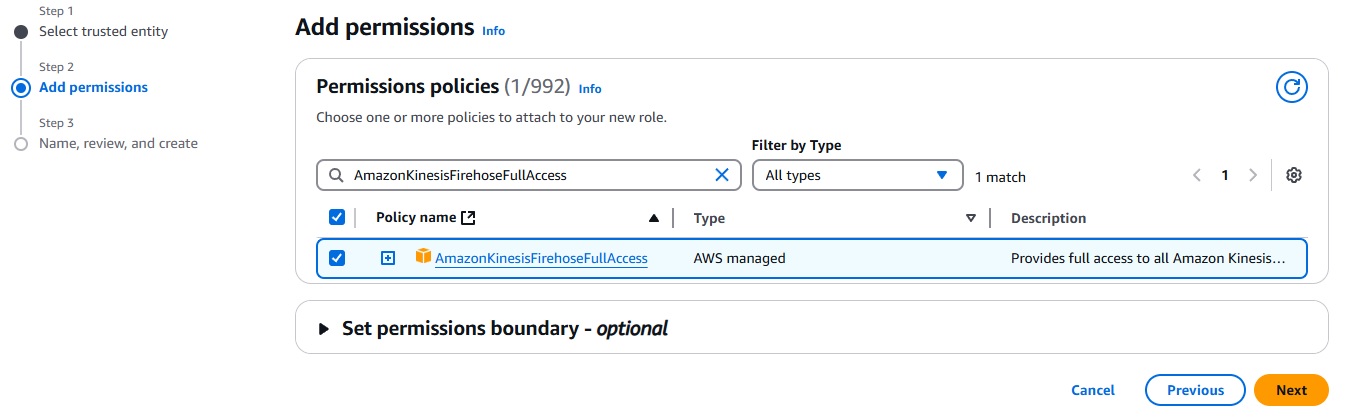 Step 1
Select trusted entity
Step 2
Add permissions
Step 3
Name, review, and create
Add permissions Info
Permissions policies (1/992) Info
Choose one or more policies to attach to your new role.
Filter by Type
AmazonKinesisFirehoseFullAccess All types 1 match 1
Policy name Type Description
AmazonKinesisFirehoseFullAccess AWS managed Provides full access to all Amazon Kinesis...
Set permissions boundary - optional
Cancel Previous Next